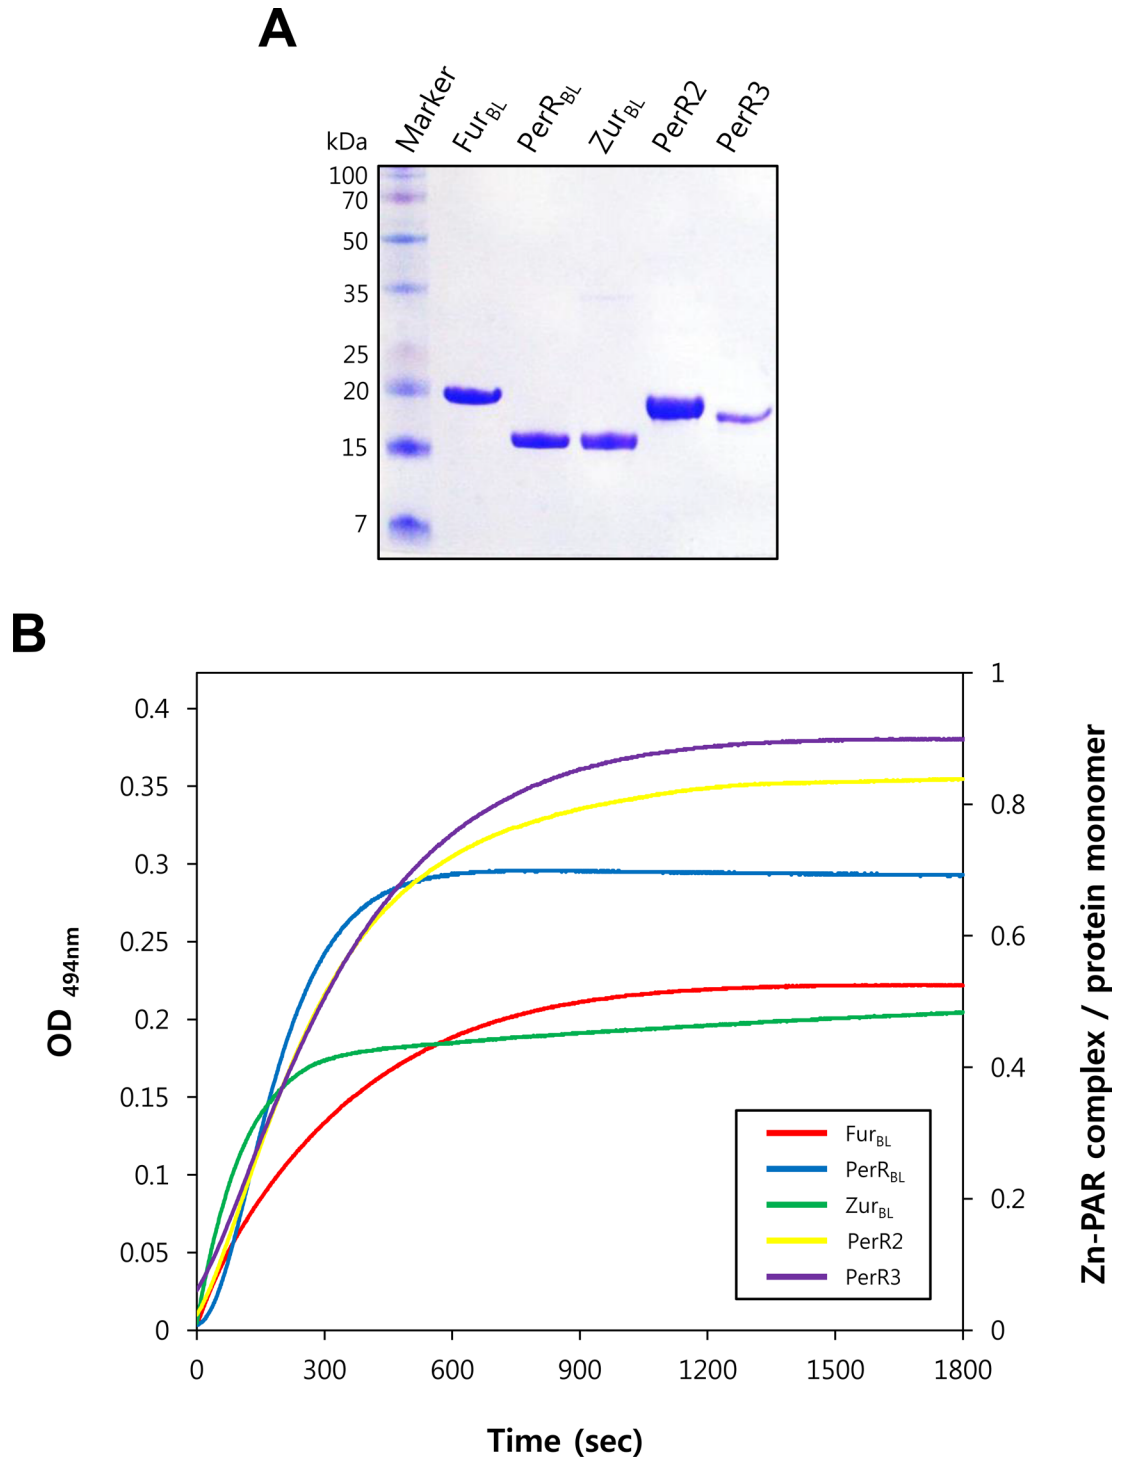 A
kDa
Marker
FurBL
PerRBL
ZurBL
PerR2
PerR3
100
70
50
35
25
20
15
7
B
OD 494nm
0.4
0.35
0.3
0.25
0.2
0.15
0.1
0.05
0
1
0.8
0.6
0.4
0.2
0
Zn-PAR complex / protein monomer
FurBL
PerRBL
ZurBL
PerR2
PerR3
0
300
600
900
1200
1500
1800
Time (sec)